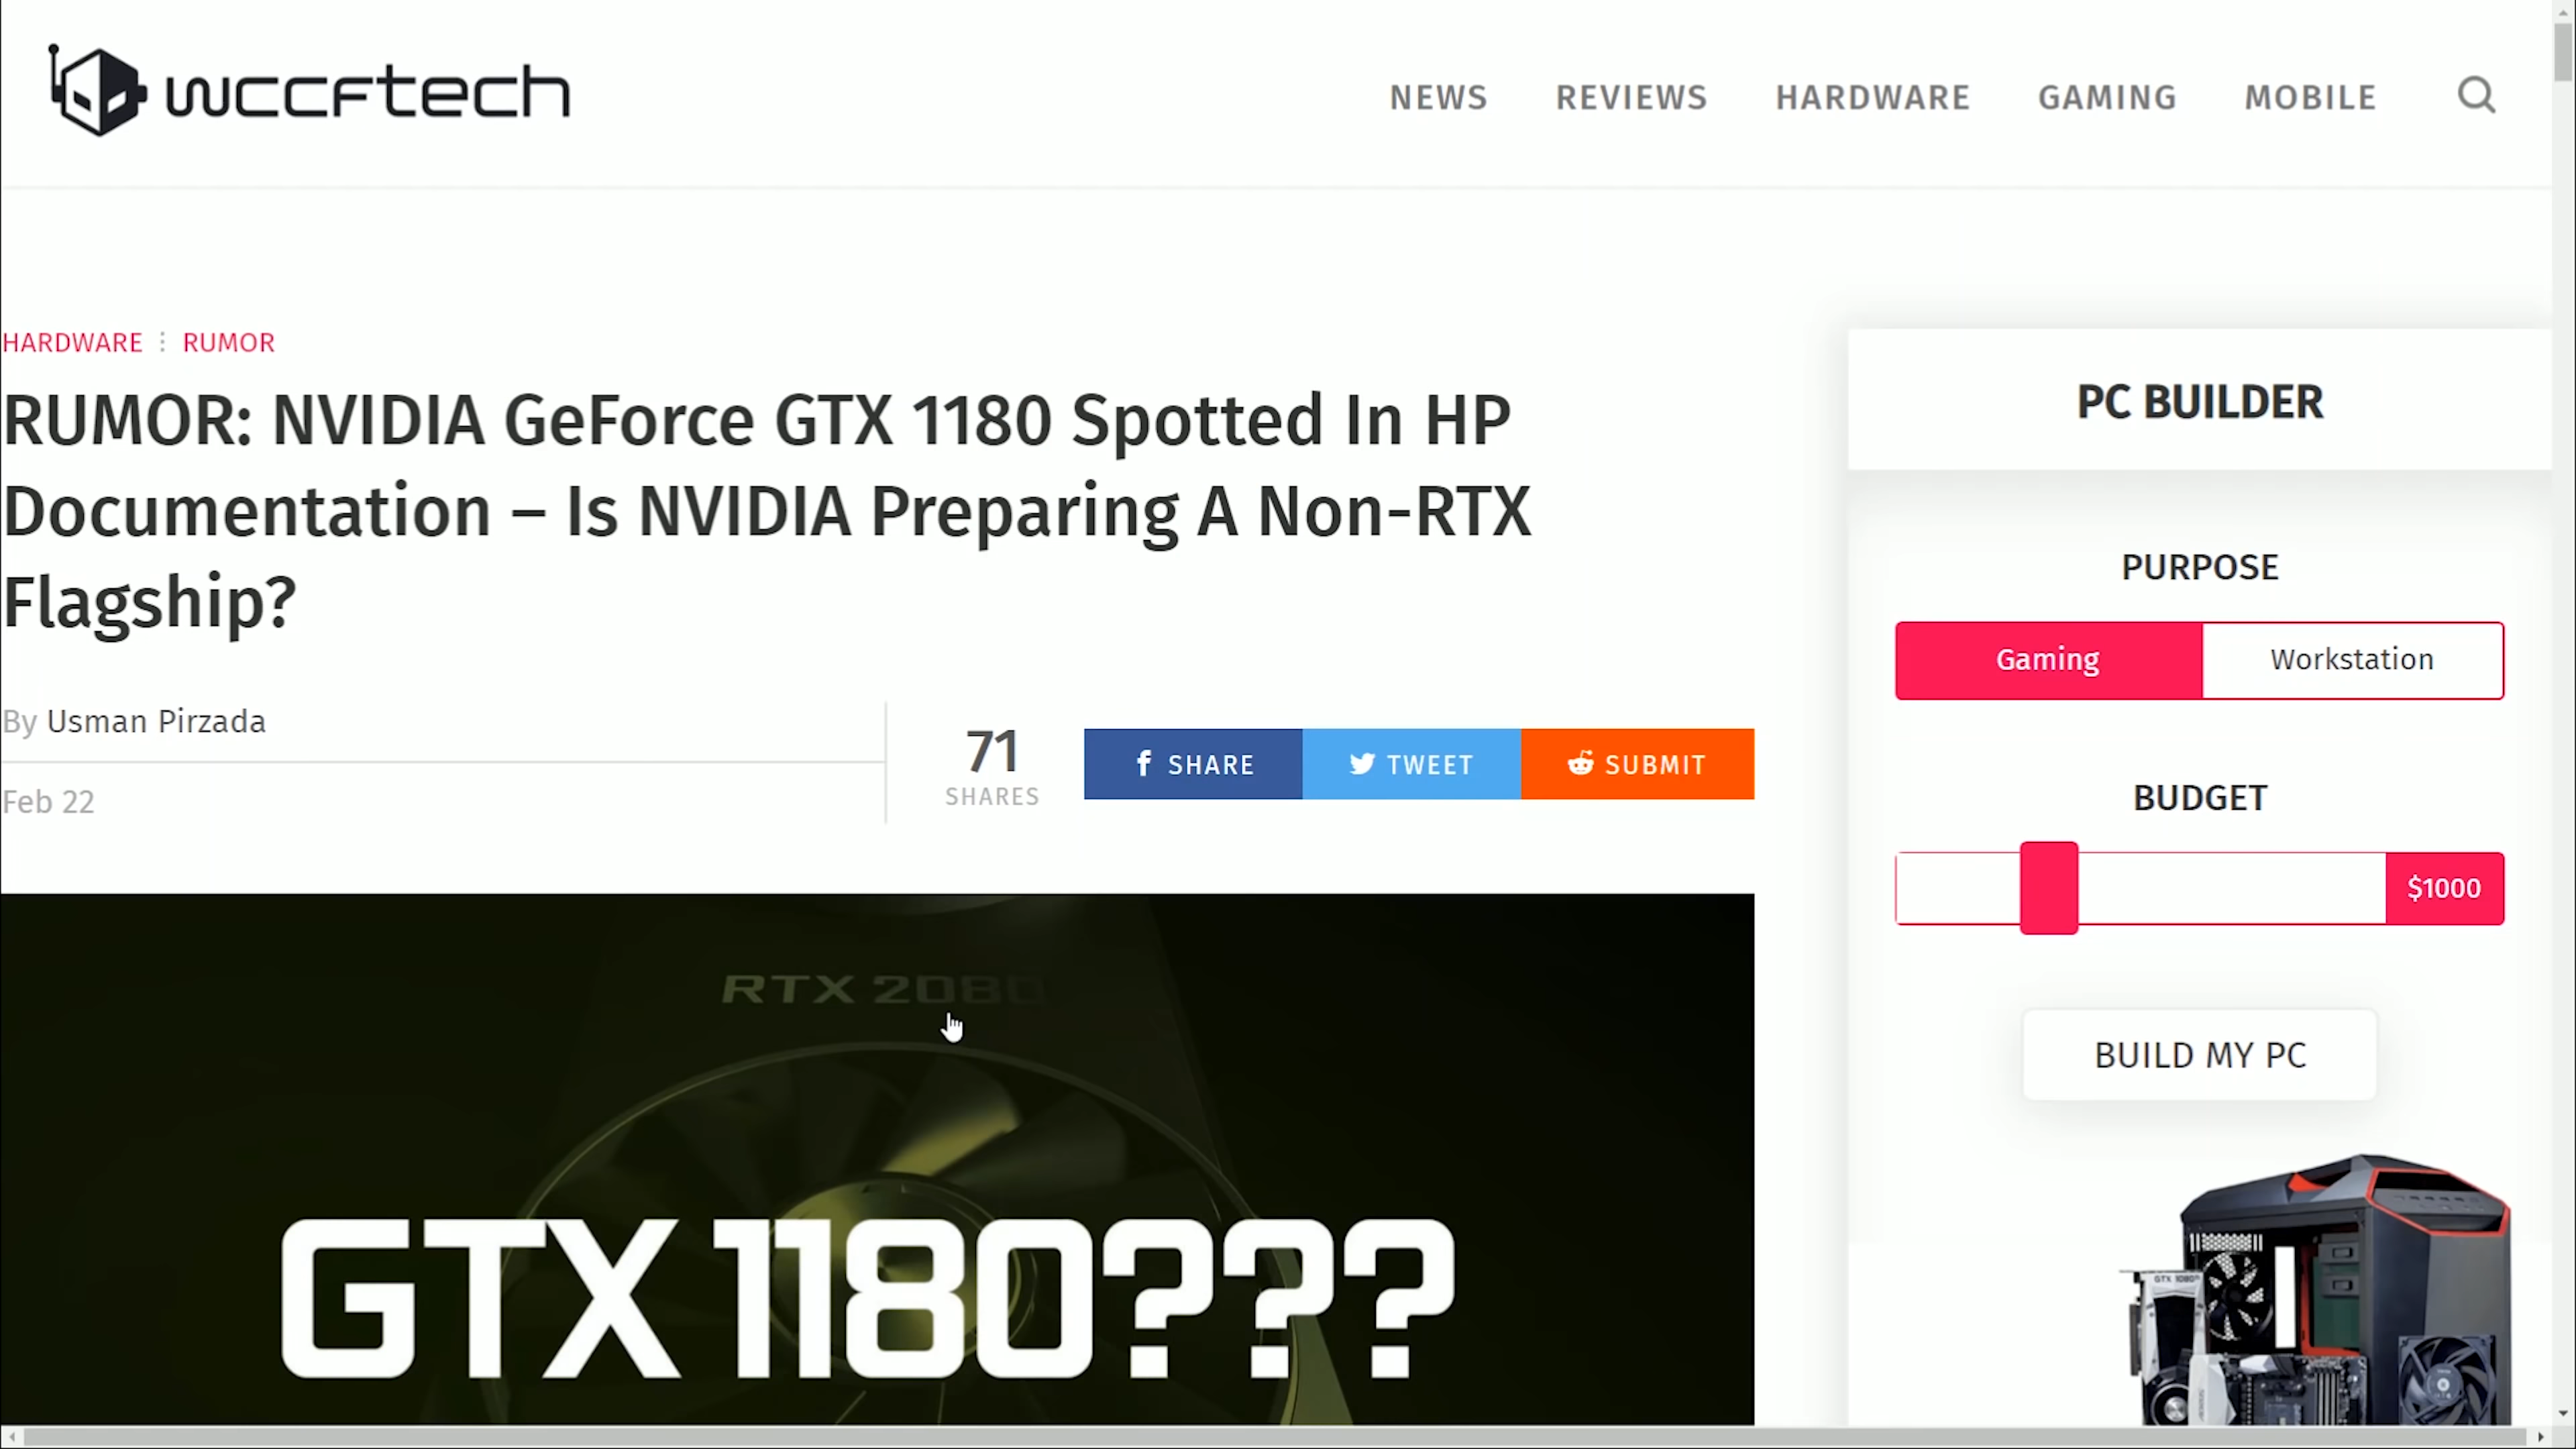 wccftech
NEWS REVIEWS HARDWARE GAMING MOBILE
HARDWARE ⋮ RUMOR
RUMOR: NVIDIA GeForce GTX 1180 Spotted In HP
Documentation – Is NVIDIA Preparing A Non-RTX
Flagship?
By Usman Pirzada
Feb 22
71
SHARES
SHARE
TWEET
SUBMIT
RTX 2080
GTX 1180???
PC BUILDER
PURPOSE
Gaming
Workstation
BUDGET
$1000
BUILD MY PC
GTX 1080